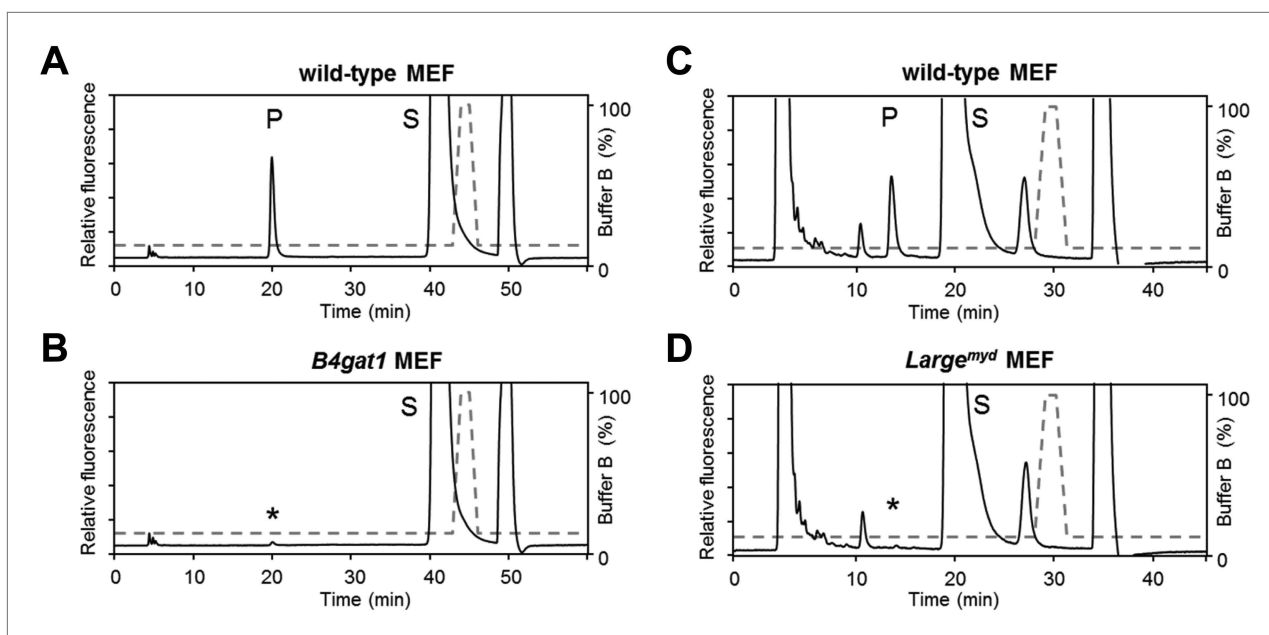 A
wild-type MEF
Relative fluorescence
P
S
100
Buffer B (%)
0
0 10 20 30 40 50
Time (min)
B
B4gat1 MEF
Relative fluorescence
S
*
100
Buffer B (%)
0
0 10 20 30 40 50
Time (min)
C
wild-type MEF
Relative fluorescence
P
S
100
Buffer B (%)
0
0 10 20 30 40
Time (min)
D
Largemyd MEF
Relative fluorescence
S
*
100
Buffer B (%)
0
0 10 20 30 40
Time (min)